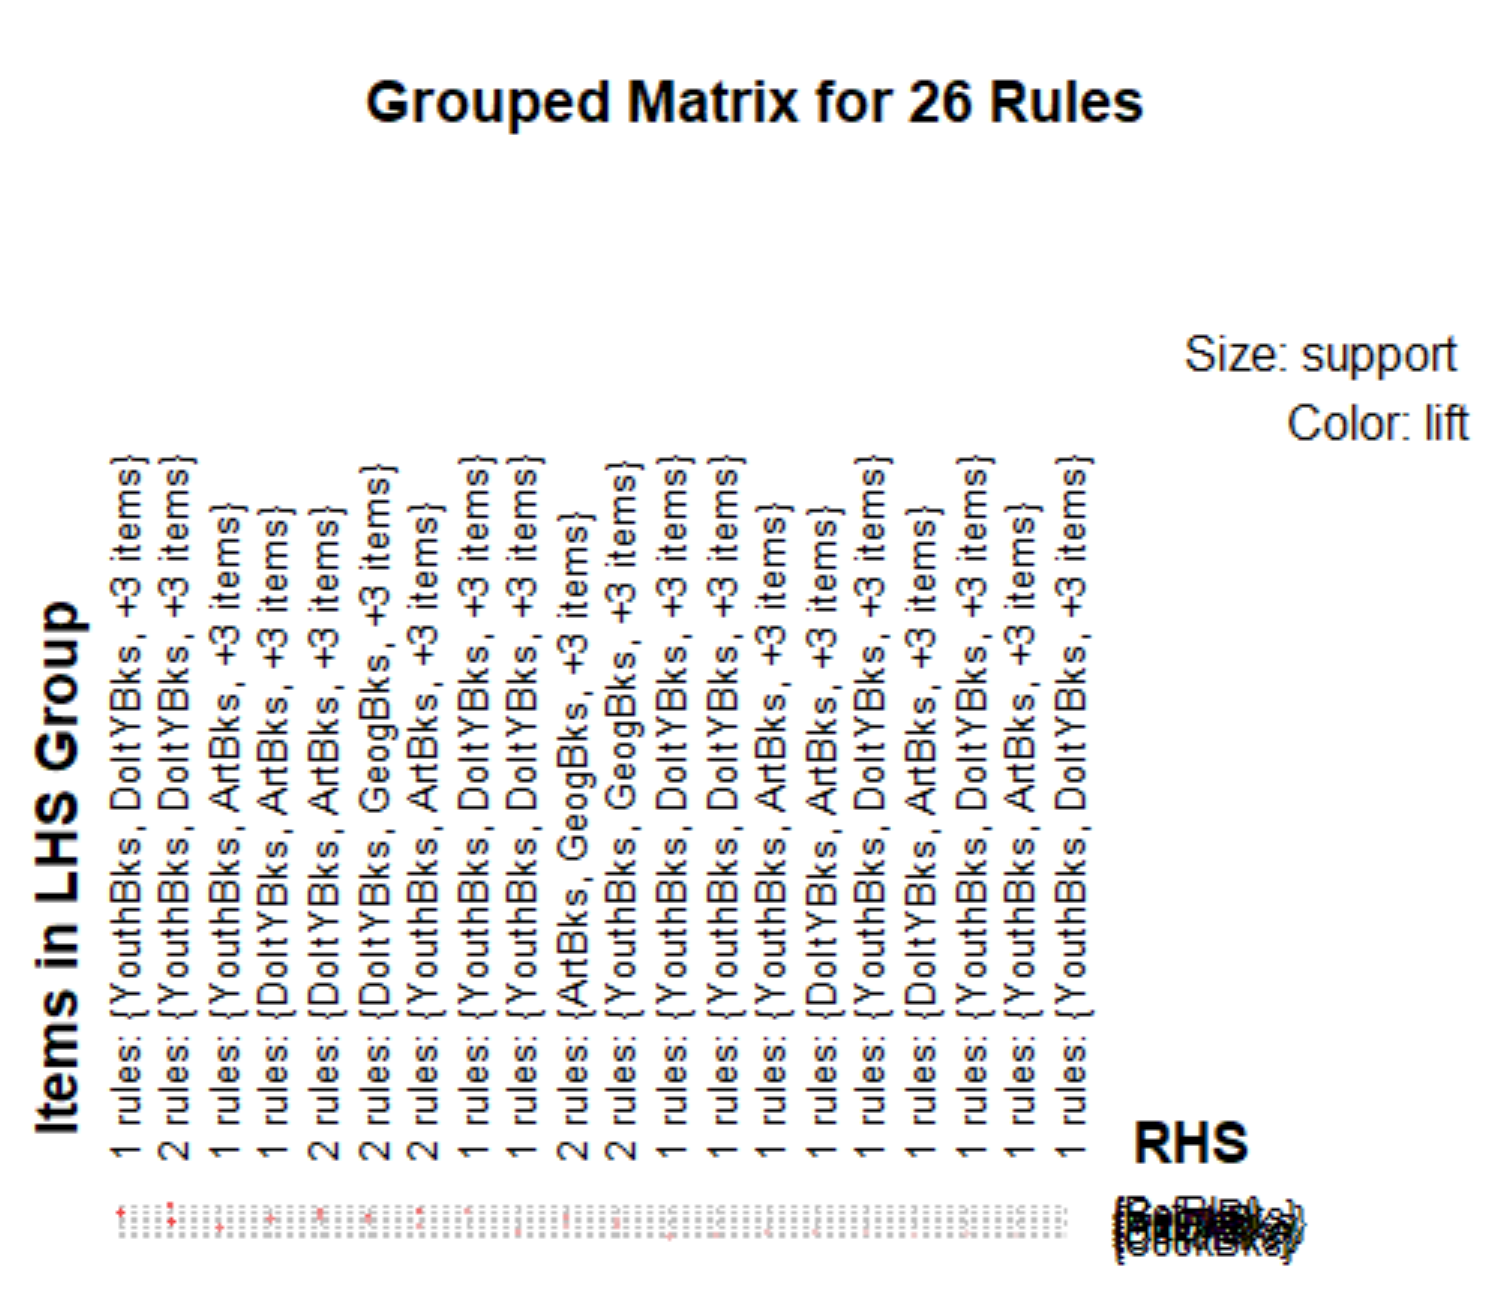 Grouped Matrix for 26 Rules
Size: support
Color: lift
Items in LHS Group
1 rules: {YouthBks, DoItYBks, +3 items}
2 rules: {YouthBks, DoItYBks, +3 items}
1 rules: {YouthBks, ArtBks, +3 items}
1 rules: {DoItYBks, ArtBks, +3 items}
2 rules: {DoItYBks, ArtBks, +3 items}
2 rules: {DoItYBks, GeogBks, +3 items}
2 rules: {YouthBks, ArtBks, +3 items}
1 rules: {YouthBks, DoItYBks, +3 items}
1 rules: {YouthBks, DoItYBks, +3 items}
2 rules: {ArtBks, GeogBks, +3 items}
2 rules: {YouthBks, GeogBks, +3 items}
1 rules: {YouthBks, DoItYBks, +3 items}
1 rules: {YouthBks, DoItYBks, +3 items}
1 rules: {YouthBks, ArtBks, +3 items}
1 rules: {DoItYBks, ArtBks, +3 items}
1 rules: {YouthBks, DoItYBks, +3 items}
1 rules: {DoItYBks, ArtBks, +3 items}
1 rules: {YouthBks, DoItYBks, +3 items}
1 rules: {YouthBks, ArtBks, +3 items}
1 rules: {YouthBks, DoItYBks, +3 items}
RHS